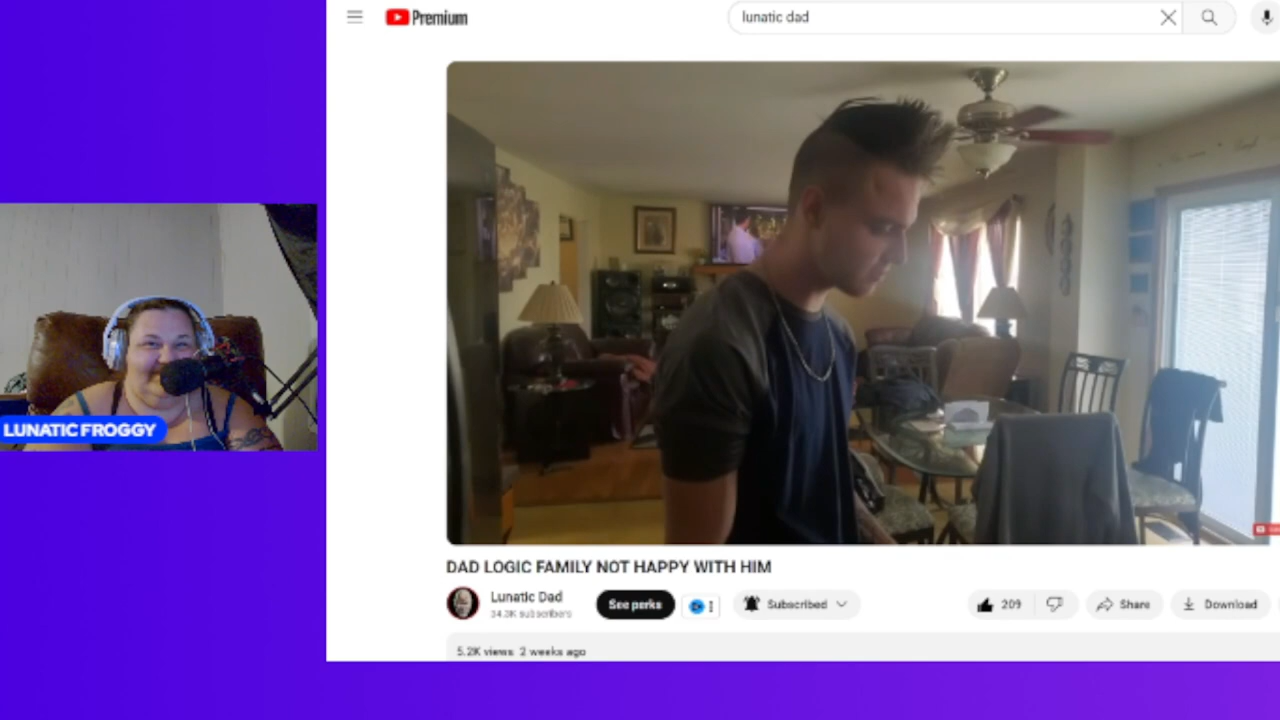 Premium
lunatic dad
LUNATIC FROGGY
DAD LOGIC FAMILY NOT HAPPY WITH HIM
Lunatic Dad
34.3K subscribers
See perks
Subscribed
209
Share
Download
5.2K views 2 weeks ago